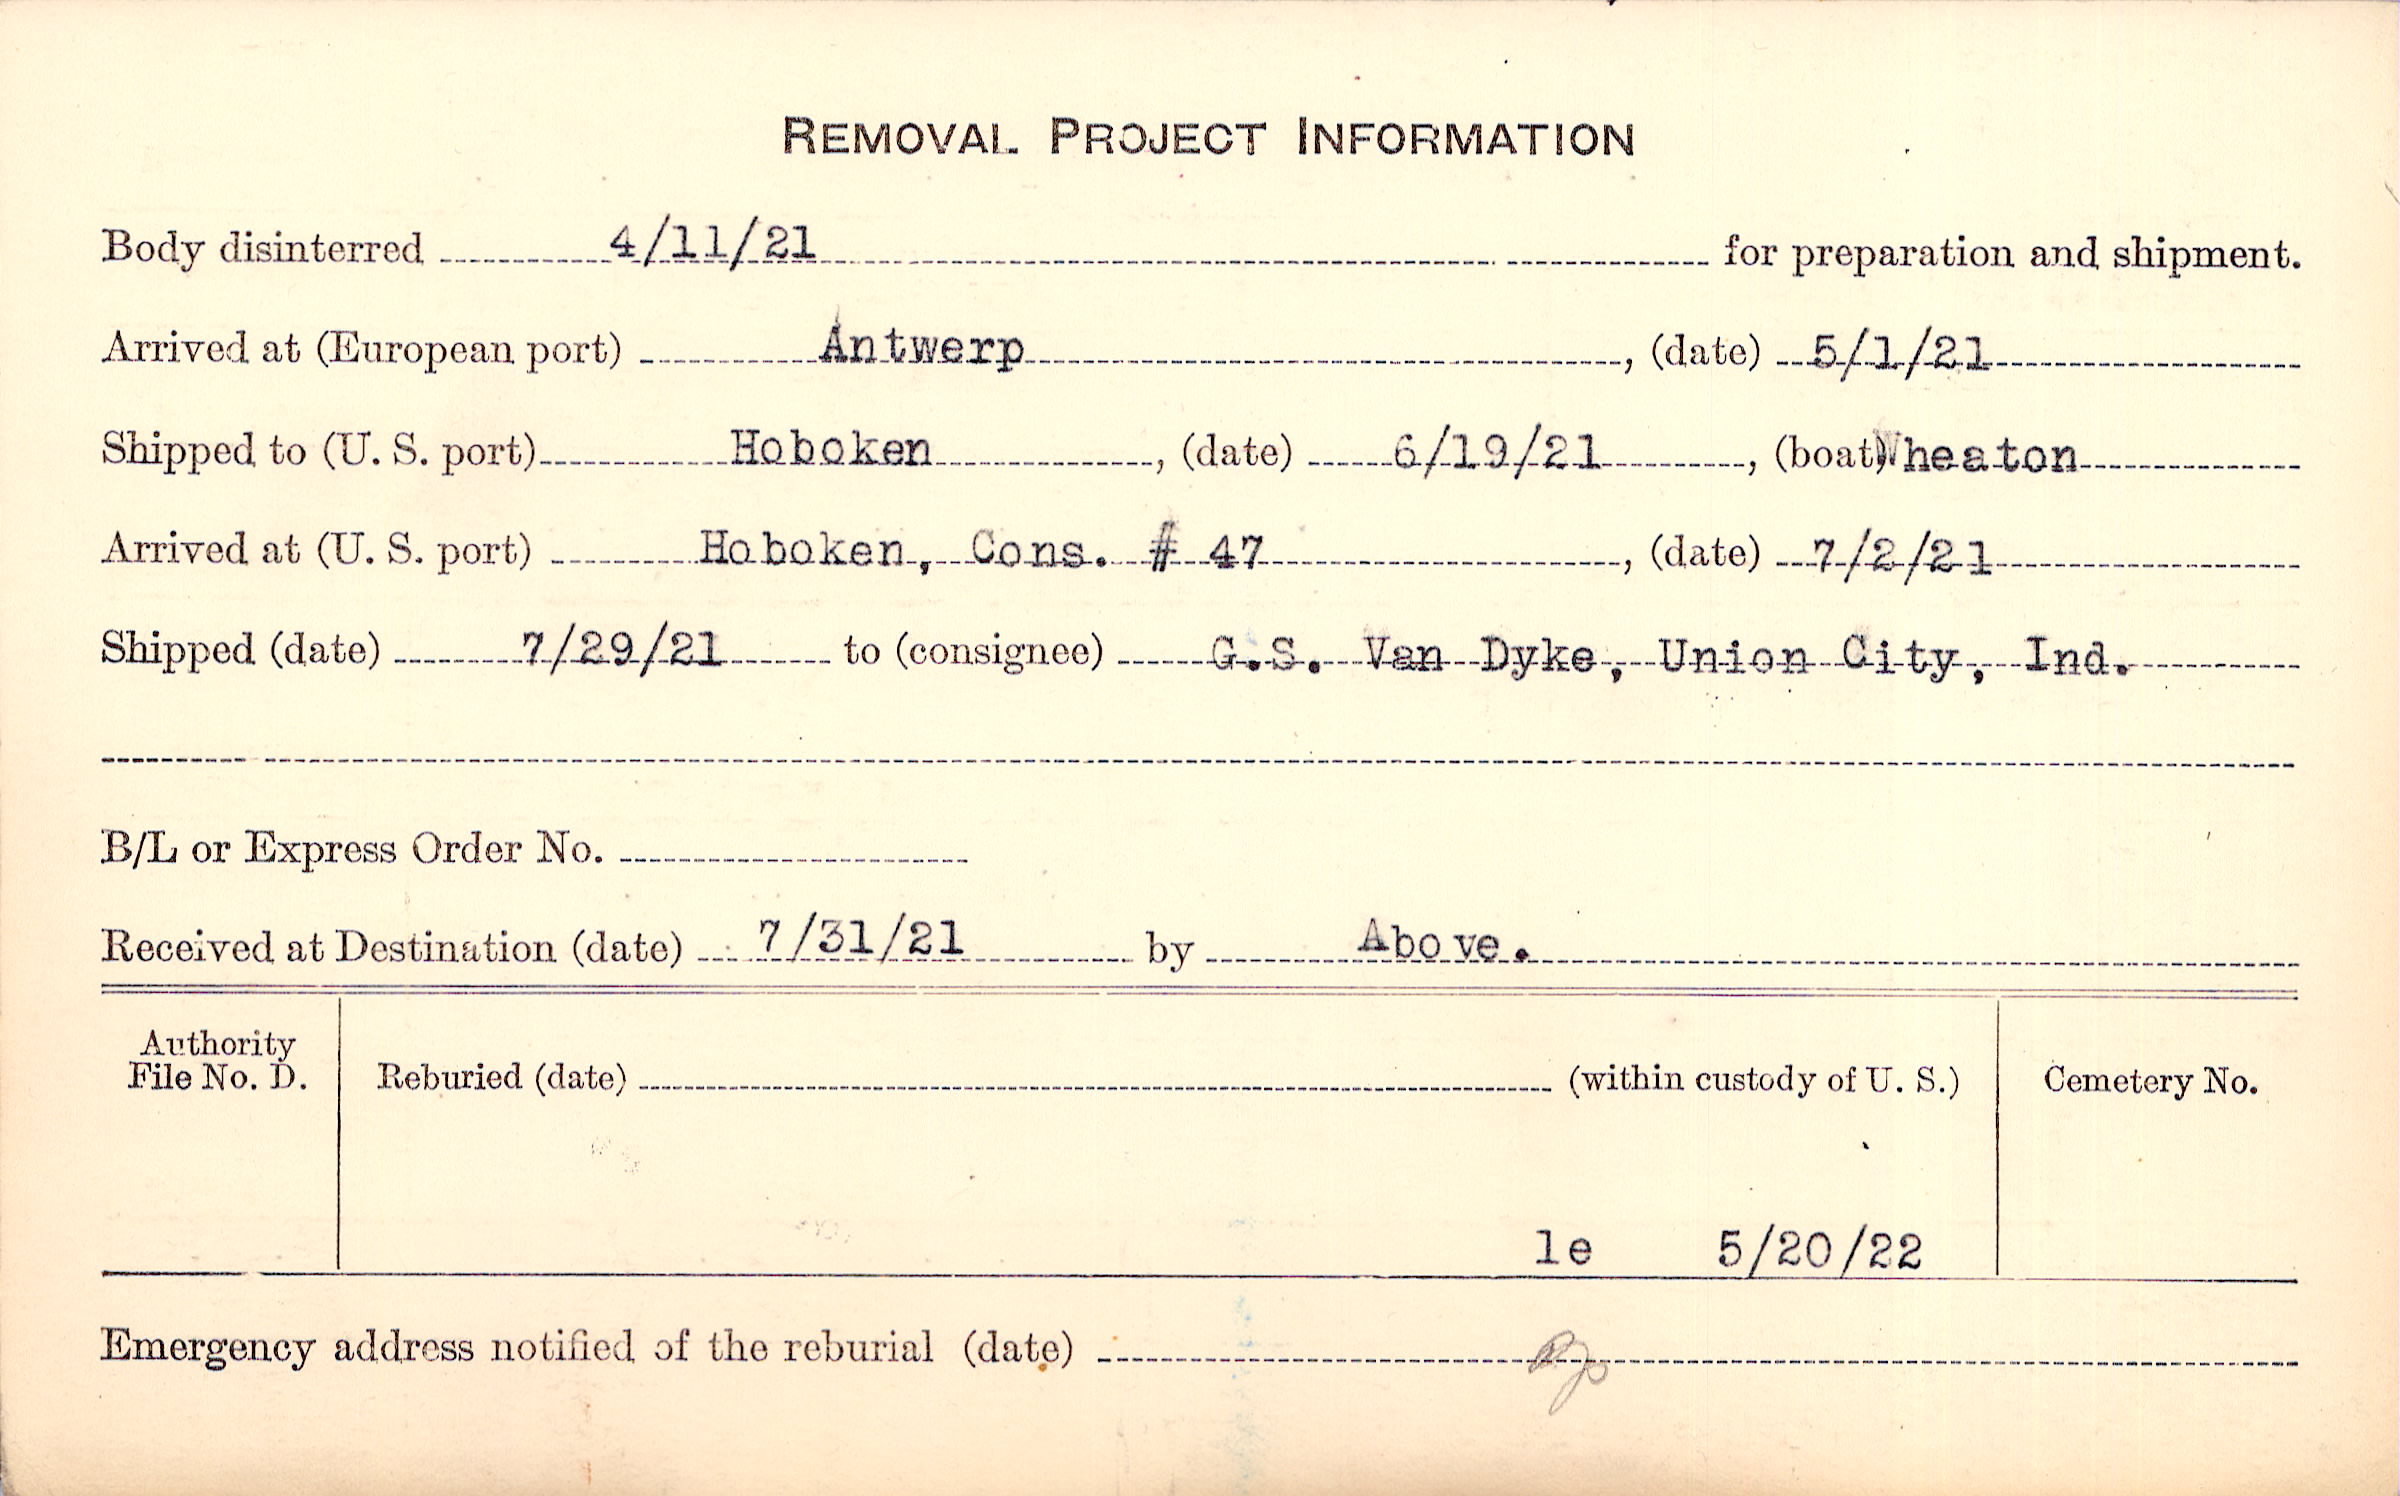 REMOVAL PROJECT INFORMATION
Body disinterred 4/11/21 for preparation and shipment.
Arrived at (European port) Antwerp, (date) 5/1/21
Shipped to (U. S. port) Hoboken, (date) 6/19/21, (boat) Wheaton
Arrived at (U. S. port) Hoboken, Cons. # 47, (date) 7/2/21
Shipped (date) 7/29/21 to (consignee) G.S. Van Dyke, Union City, Ind.
B/L or Express Order No.
Received at Destination (date) 7/31/21 by Above.
Authority
File No. D.
Reburied (date) (within custody of U. S.)
Cemetery No.
le 5/20/22
Emergency address notified of the reburial (date)